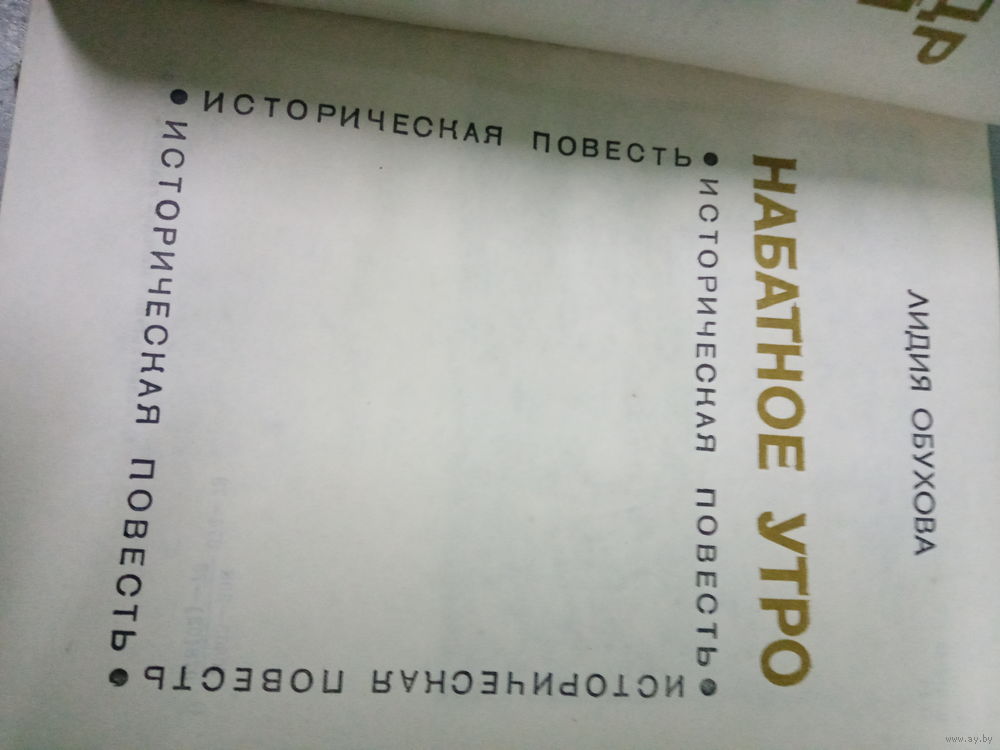 ЛИДИЯ ОБУХОВА
НАБАТНОЕ УТРО
• ИСТОРИЧЕСКАЯ ПОВЕСТЬ
• ИСТОРИЧЕСКАЯ ПОВЕСТЬ
• ИСТОРИЧЕСКАЯ ПОВЕСТЬ •
• ИСТОРИЧЕСКАЯ ПОВЕСТЬ
www.ay.by